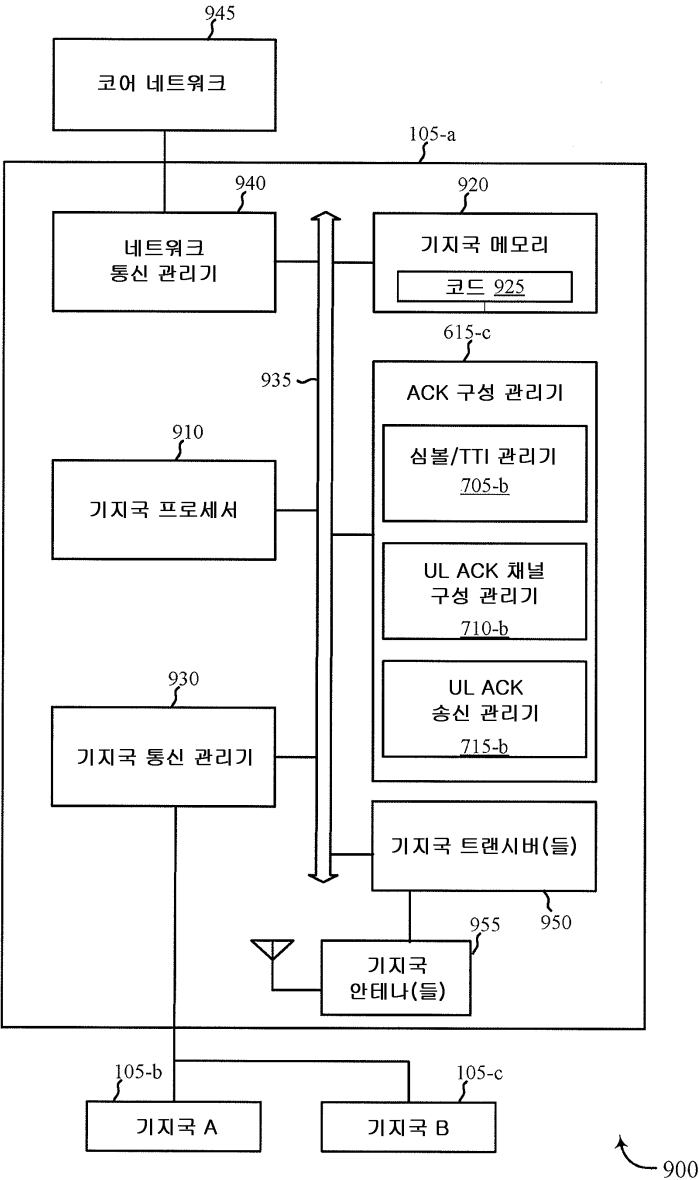 945
코어 네트워크
105-a
940
네트워크
통신 관리기
920
기지국 메모리
코드 925
935
615-c
ACK 구성 관리기
심볼/TTI 관리기
705-b
UL ACK 채널
구성 관리기
710-b
UL ACK
송신 관리기
715-b
910
기지국 프로세서
930
기지국 통신 관리기
기지국 트랜시버(들)
950
955
기지국
안테나(들)
105-b
기지국 A
105-c
기지국 B
900